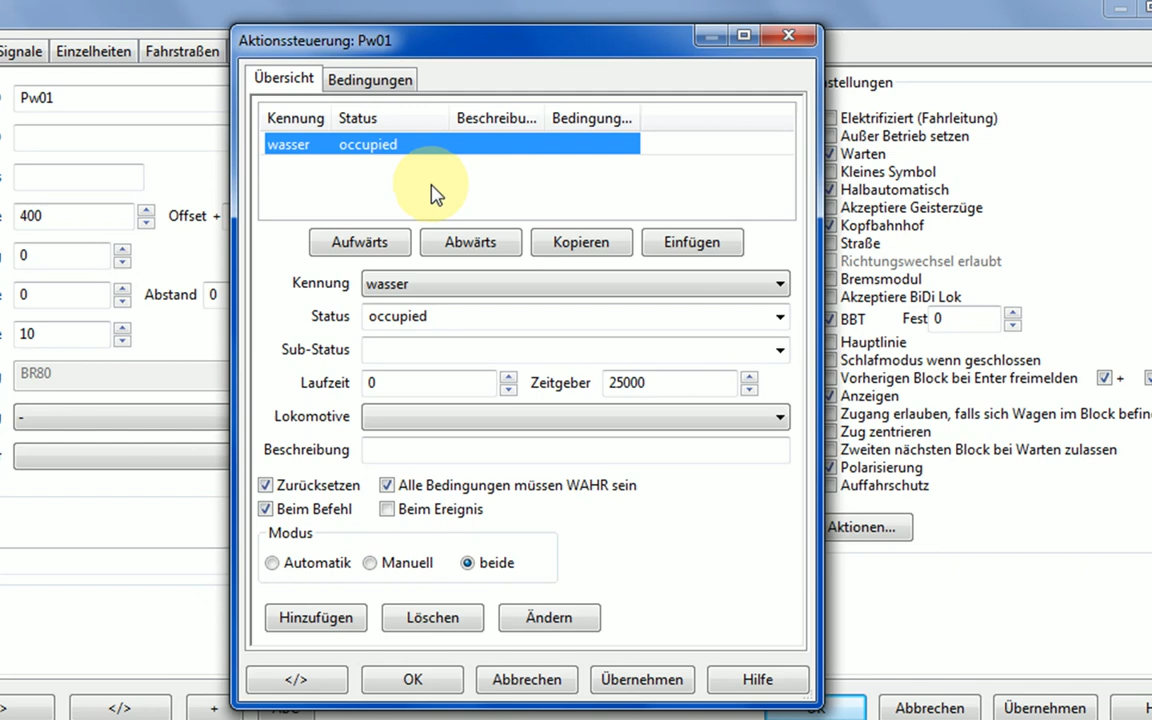 Aktionssteuerung: Pw01
Signale Einzelheiten Fahrstraßen
Übersicht Bedingungen
Kennung Status Beschreibu... Bedingung...
wasser occupied
Aufwärts Abwärts Kopieren Einfügen
Kennung wasser
Status occupied
Sub-Status
Laufzeit 0 Zeitgeber 25000
Lokomotive
Beschreibung
Zurücksetzen Alle Bedingungen müssen WAHR sein
Beim Befehl Beim Ereignis
Modus
Automatik Manuell beide
Hinzufügen Löschen Ändern
</> OK Abbrechen Übernehmen Hilfe
Pw01
400 Offset +
0
0 Abstand 0
10
BR80
-
> </> +
stellungen
Elektrifiziert (Fahrleitung)
Außer Betrieb setzen
Warten
Kleines Symbol
Halbautomatisch
Akzeptiere Geisterzüge
Kopfbahnhof
Straße
Richtungswechsel erlaubt
Bremsmodul
Akzeptiere BiDi Lok
BBT Fest 0
Hauptlinie
Schlafmodus wenn geschlossen
Vorherigen Block bei Enter freimelden +
Anzeigen
Zugang erlauben, falls sich Wagen im Block befin
Zug zentrieren
Zweiten nächsten Block bei Warten zulassen
Polarisierung
Auffahrschutz
Aktionen...
Abbrechen Übernehmen H